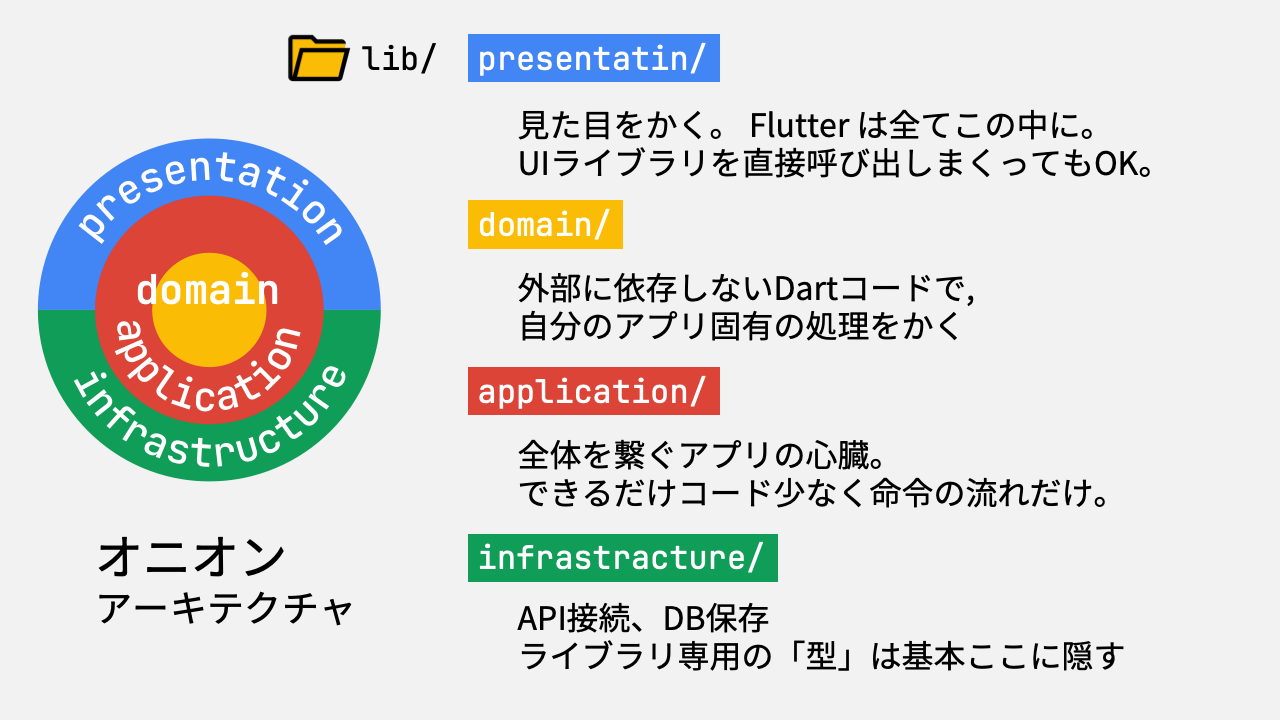 lib/
presentatin/
見た目をかく。 Flutter は全てこの中に。
UIライブラリを直接呼び出しまくってもOK。
domain/
外部に依存しないDartコードで,
自分のアプリ固有の処理をかく
application/
全体を繋ぐアプリの心臓。
できるだけコード少なく命令の流れだけ。
infrastracture/
API接続、DB保存
ライブラリ専用の「型」は基本ここに隠す
presentation
domain
application
infrastructure
オニオン
アーキテクチャ